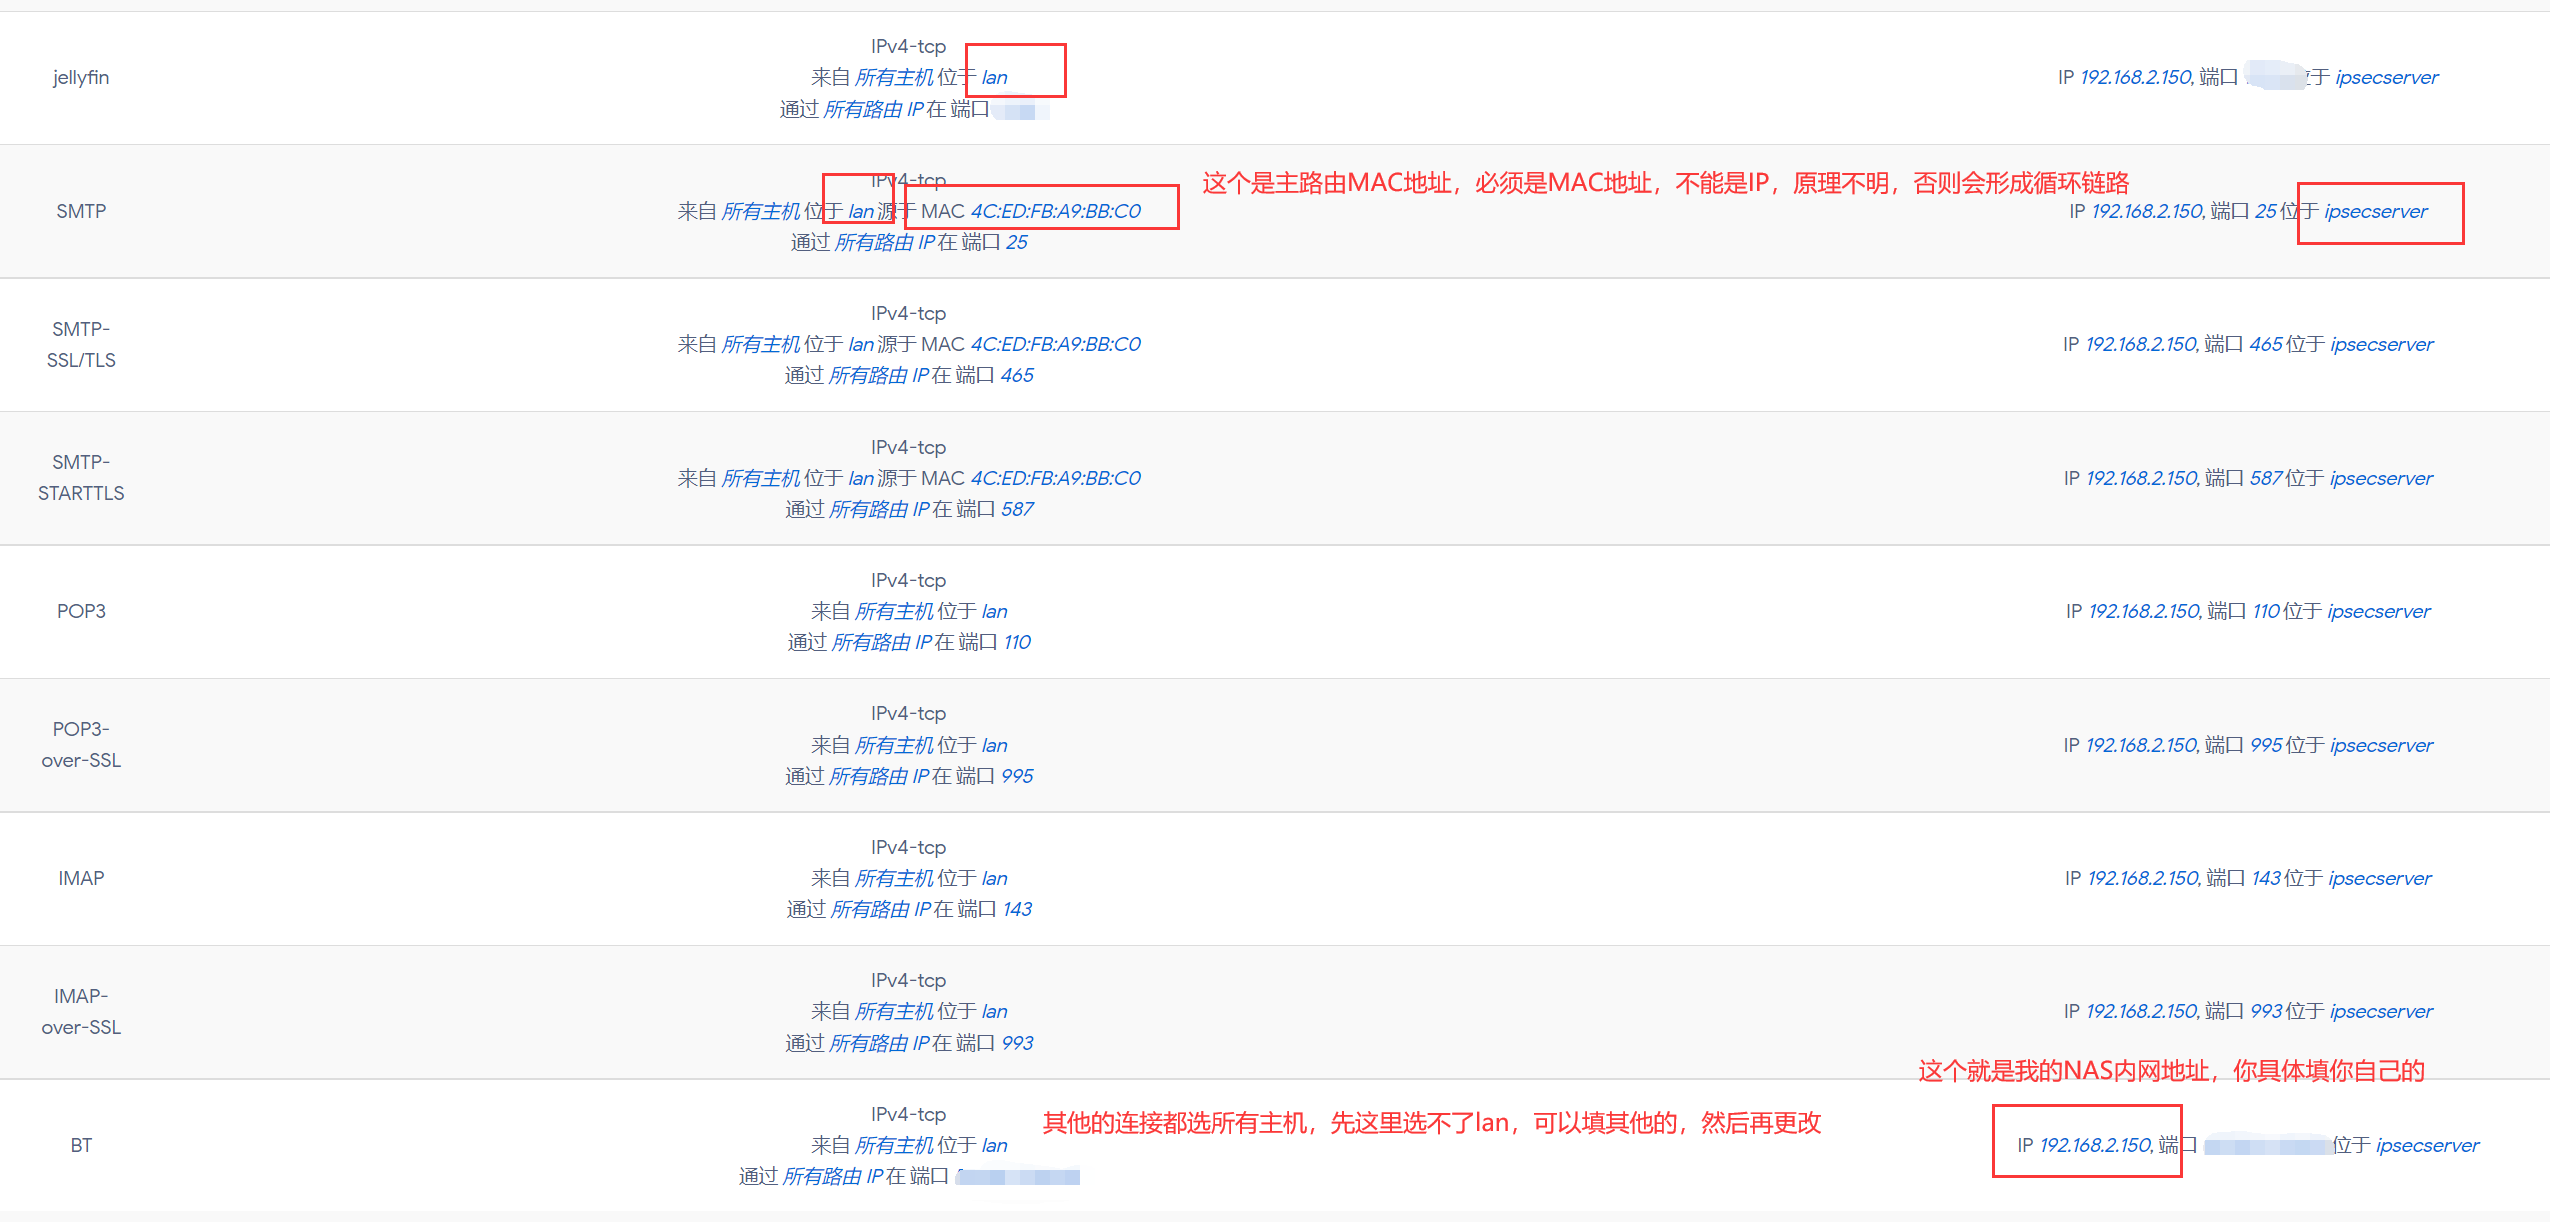 jellyfin
IPv4-tcp
来自 所有主机 位于 lan
通过 所有路由 IP 在 端口
IP 192.168.2.150, 端口 位于 ipsecserver
这个是主路由MAC地址，必须是MAC地址，不能是IP，原理不明，否则会形成循环链路
SMTP
IPv4-tcp
来自 所有主机 位于 lan 源于 MAC 4C:ED:FB:A9:BB:C0
通过 所有路由 IP 在 端口 25
IP 192.168.2.150, 端口 25 位于 ipsecserver
SMTP-
SSL/TLS
IPv4-tcp
来自 所有主机 位于 lan 源于 MAC 4C:ED:FB:A9:BB:C0
通过 所有路由 IP 在 端口 465
IP 192.168.2.150, 端口 465 位于 ipsecserver
SMTP-
STARTTLS
IPv4-tcp
来自 所有主机 位于 lan 源于 MAC 4C:ED:FB:A9:BB:C0
通过 所有路由 IP 在 端口 587
IP 192.168.2.150, 端口 587 位于 ipsecserver
POP3
IPv4-tcp
来自 所有主机 位于 lan
通过 所有路由 IP 在 端口 110
IP 192.168.2.150, 端口 110 位于 ipsecserver
POP3-
over-SSL
IPv4-tcp
来自 所有主机 位于 lan
通过 所有路由 IP 在 端口 995
IP 192.168.2.150, 端口 995 位于 ipsecserver
IMAP
IPv4-tcp
来自 所有主机 位于 lan
通过 所有路由 IP 在 端口 143
IP 192.168.2.150, 端口 143 位于 ipsecserver
IMAP-
over-SSL
IPv4-tcp
来自 所有主机 位于 lan
通过 所有路由 IP 在 端口 993
IP 192.168.2.150, 端口 993 位于 ipsecserver
这个就是我的NAS内网地址，你具体填你自己的
BT
IPv4-tcp
来自 所有主机 位于 lan
通过 所有路由 IP 在 端口
其他的连接都选所有主机，先这里选不了lan，可以填其他的，然后再更改
IP 192.168.2.150, 端口 位于 ipsecserver